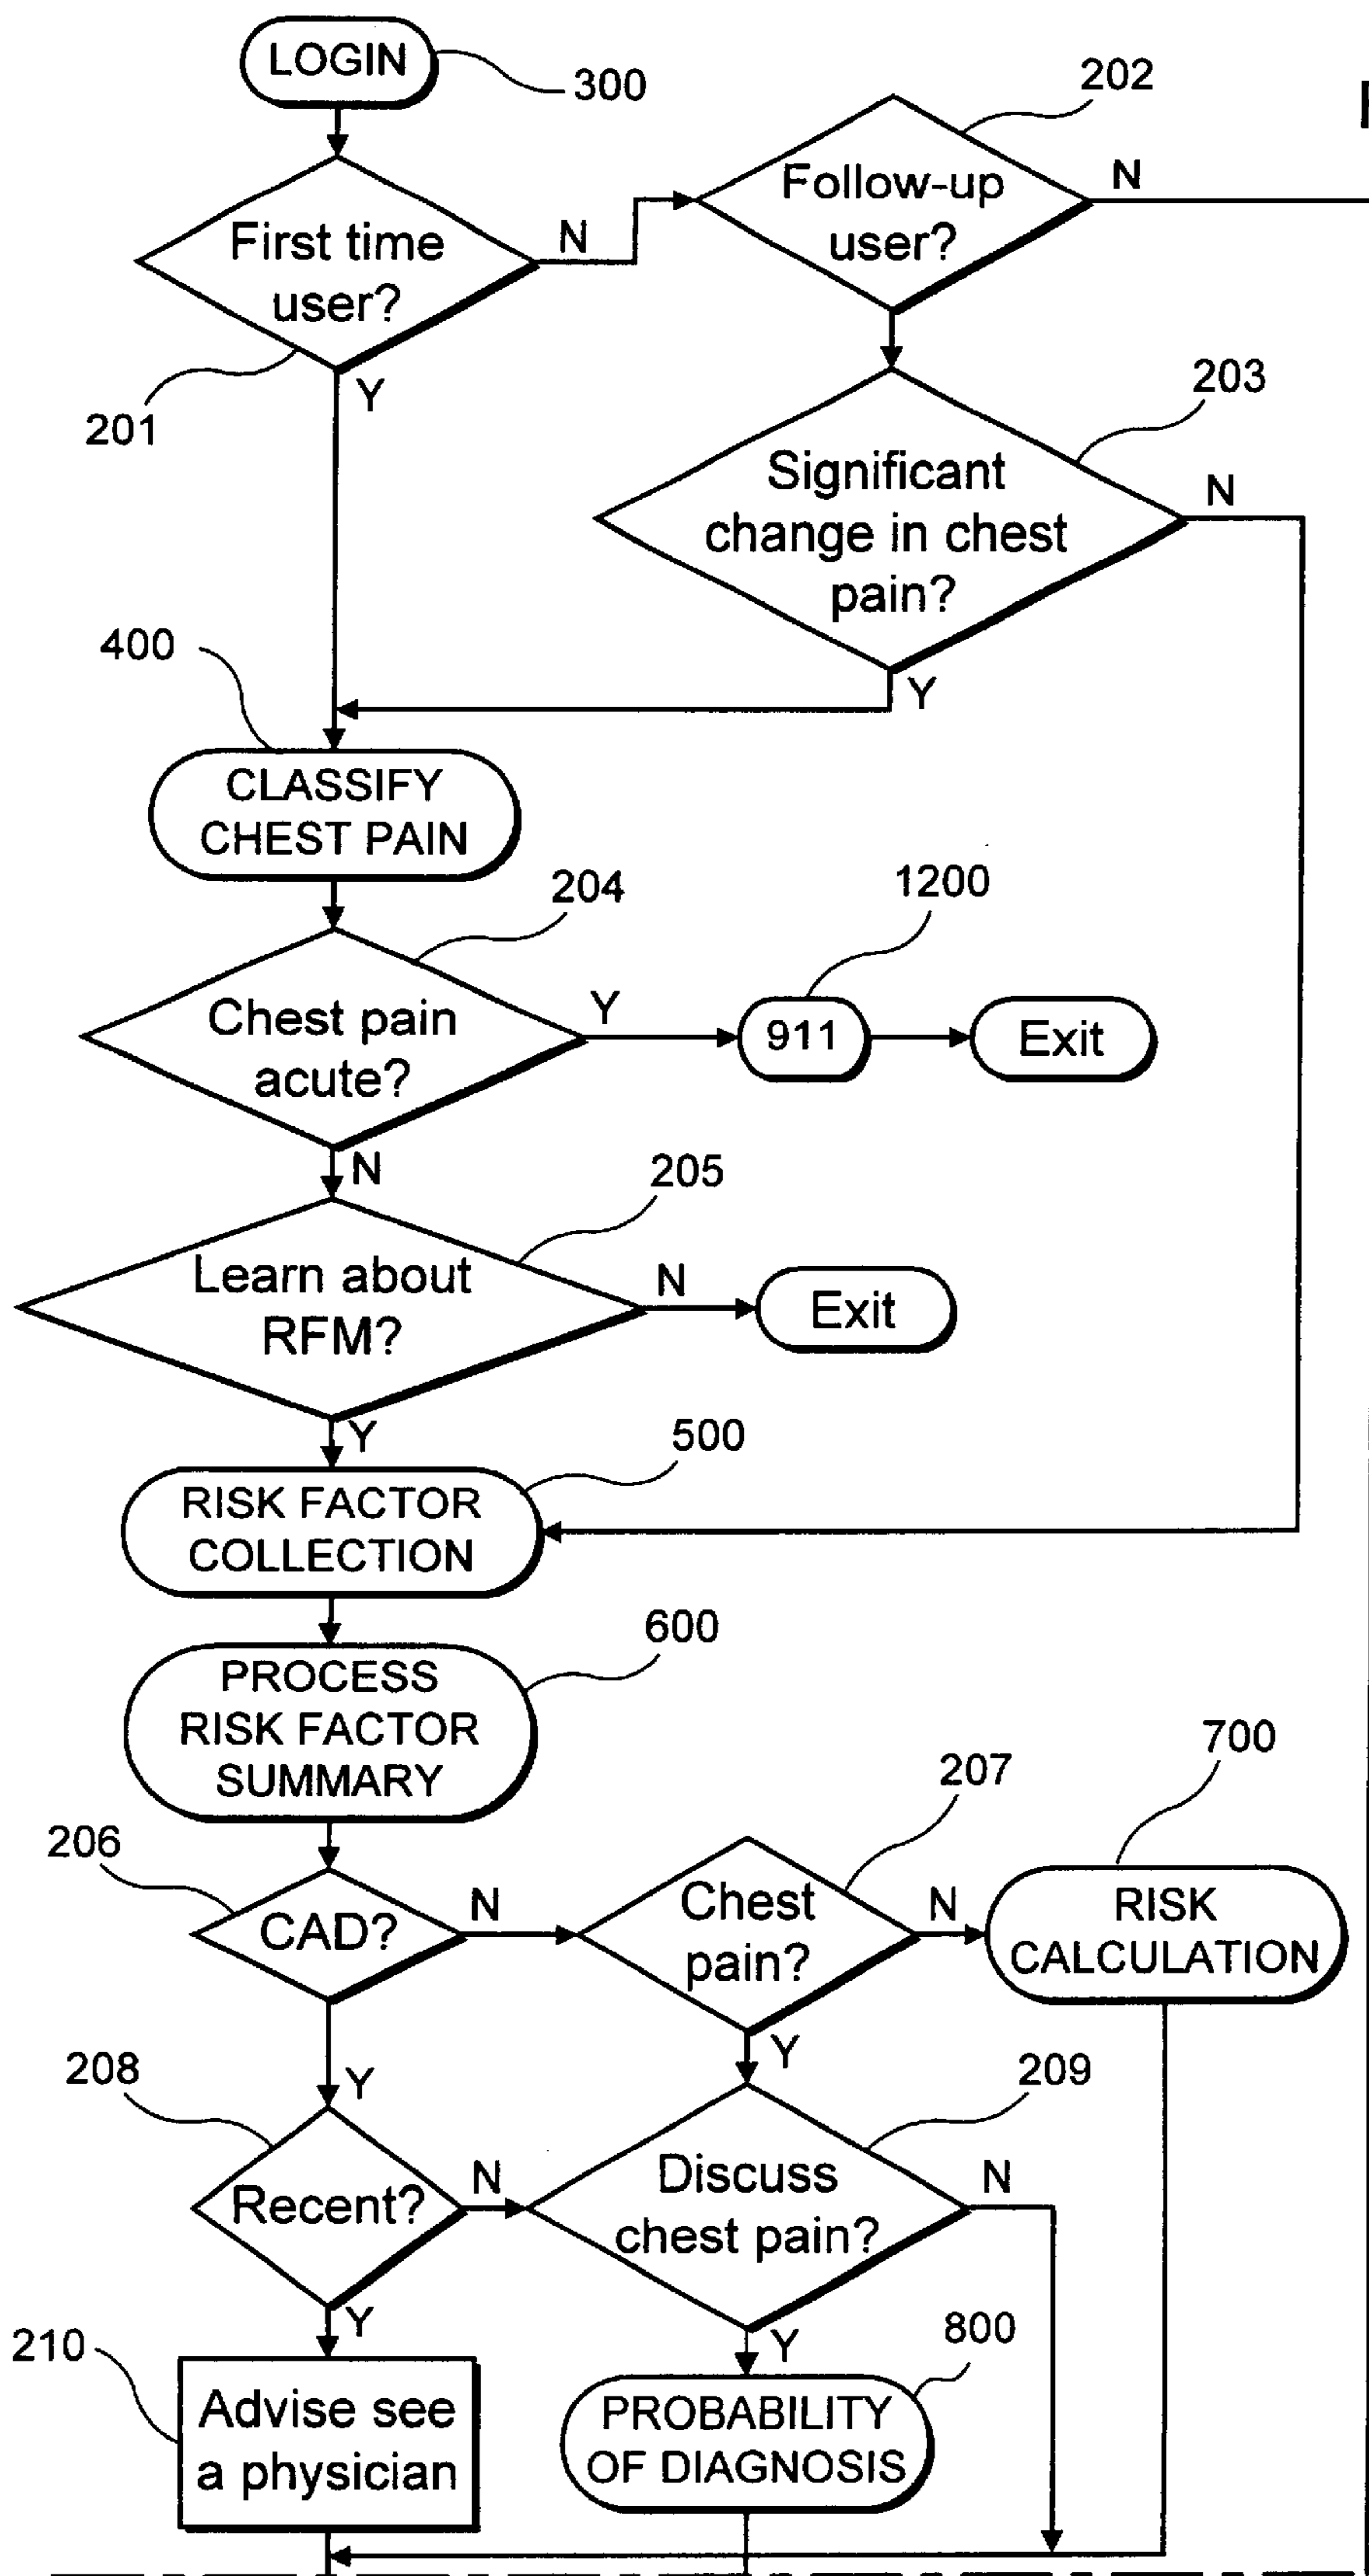 LOGIN
300
202
Follow-up
user?
N
First time
user?
N
201
Y
203
Significant
change in chest
pain?
N
Y
400
CLASSIFY
CHEST PAIN
204
1200
Chest pain
acute?
Y
911
Exit
N
205
Learn about
RFM?
N
Exit
Y
500
RISK FACTOR
COLLECTION
600
PROCESS
RISK FACTOR
SUMMARY
700
207
206
CAD?
N
Chest
pain?
N
RISK
CALCULATION
Y
Y
208
209
Recent?
N
Discuss
chest pain?
N
Y
Y
210
800
Advise see
a physician
PROBABILITY
OF DIAGNOSIS